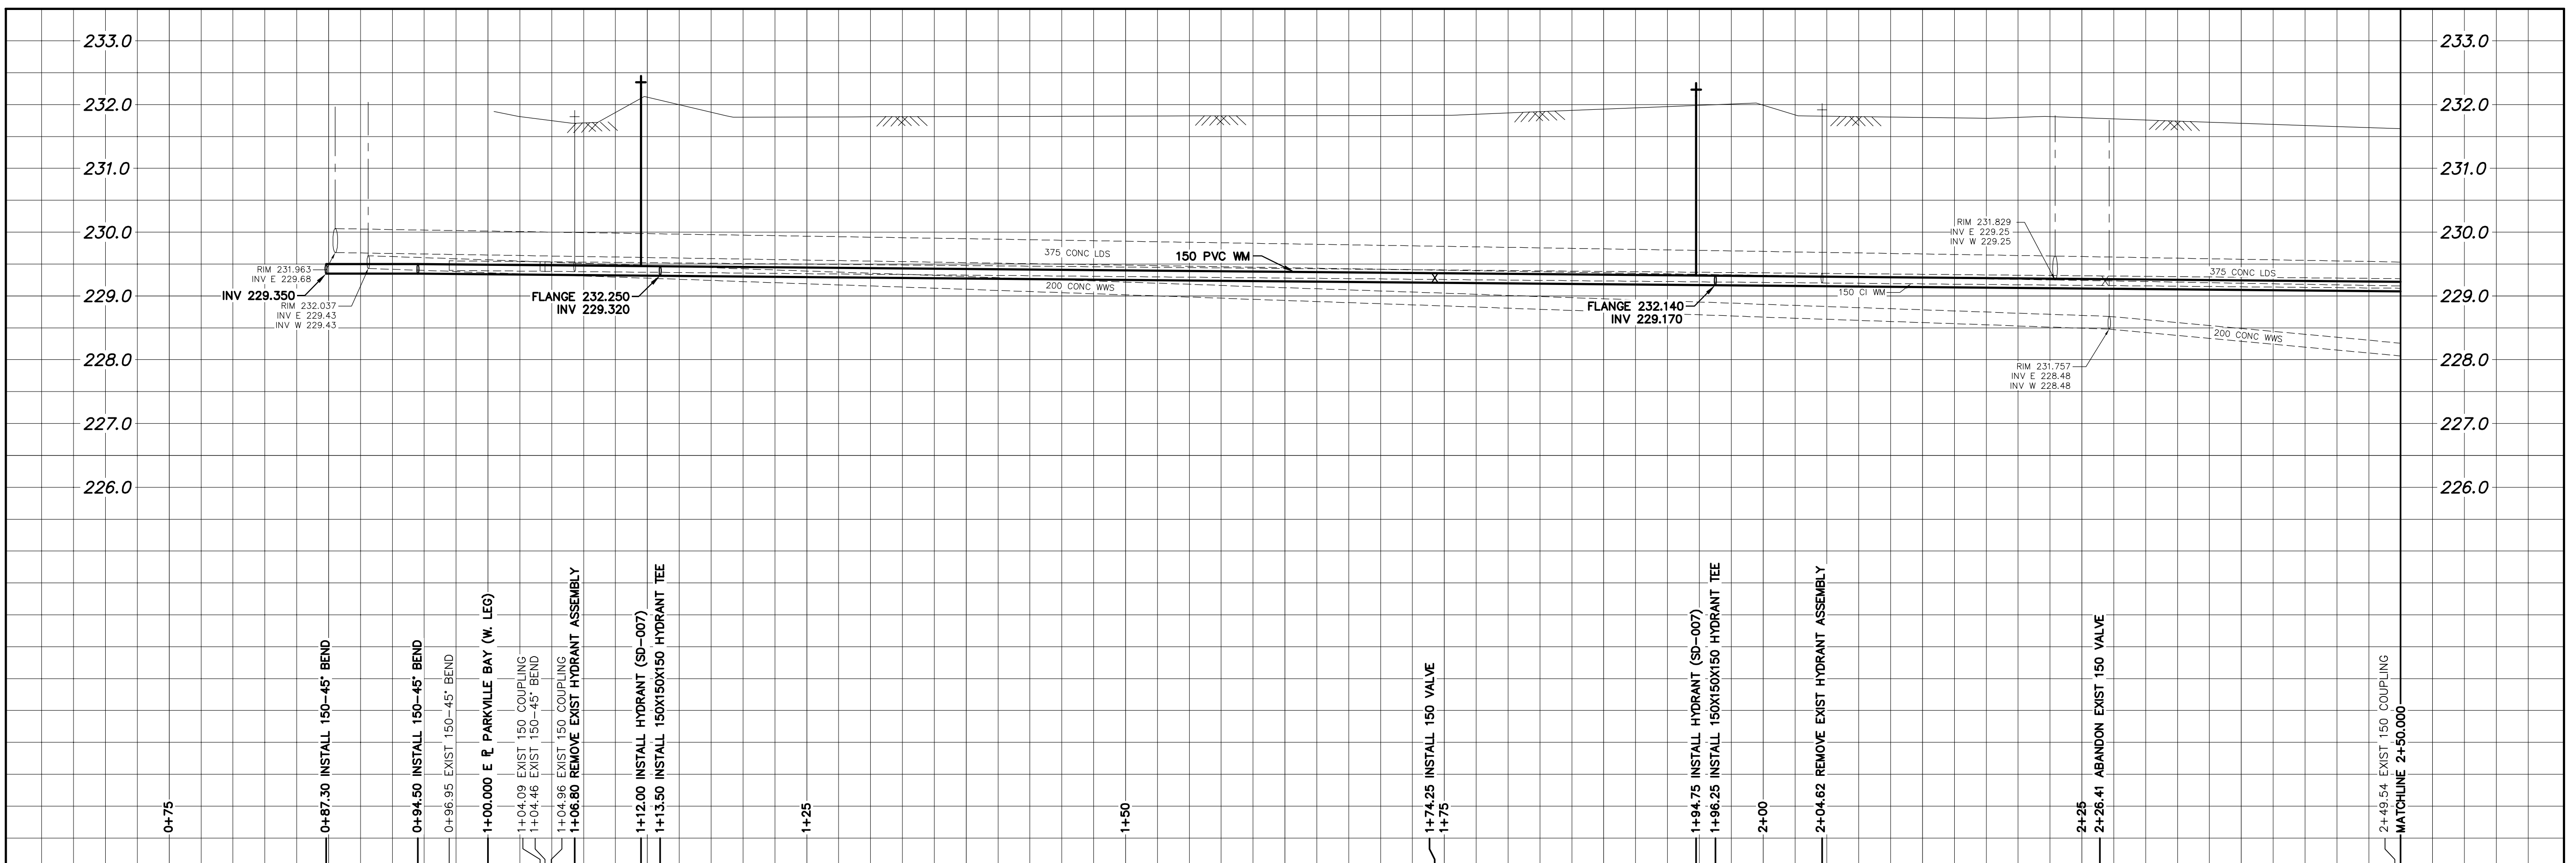 233.0
233.0
232.0
232.0
231.0
231.0
230.0
230.0
229.0
229.0
228.0
228.0
227.0
227.0
226.0
226.0
RIM 231.963
INV E 229.68
INV 229.350
RIM 232.037
INV E 229.43
INV W 229.43
FLANGE 232.250
INV 229.320
375 CONC LDS
200 CONC WWS
150 PVC WM
FLANGE 232.140
INV 229.170
150 CI WM
RIM 231.829
INV E 229.25
INV W 229.25
375 CONC LDS
200 CONC WWS
RIM 231.757
INV E 228.48
INV W 228.48
0+75
0+87.30 INSTALL 150-45° BEND
0+94.50 INSTALL 150-45° BEND
0+96.95 EXIST 150-45° BEND
1+00.000 E ⅊ PARKVILLE BAY (W. LEG)
1+04.09 EXIST 150 COUPLING
1+04.46 EXIST 150-45° BEND
1+04.96 EXIST 150 COUPLING
1+06.80 REMOVE EXIST HYDRANT ASSEMBLY
1+12.00 INSTALL HYDRANT (SD-007)
1+13.50 INSTALL 150X150X150 HYDRANT TEE
1+25
1+50
1+74.25 INSTALL 150 VALVE
1+75
1+94.75 INSTALL HYDRANT (SD-007)
1+96.25 INSTALL 150X150X150 HYDRANT TEE
2+00
2+04.62 REMOVE EXIST HYDRANT ASSEMBLY
2+25
2+26.41 ABANDON EXIST 150 VALVE
2+49.54 EXIST 150 COUPLING
MATCHLINE 2+50.000